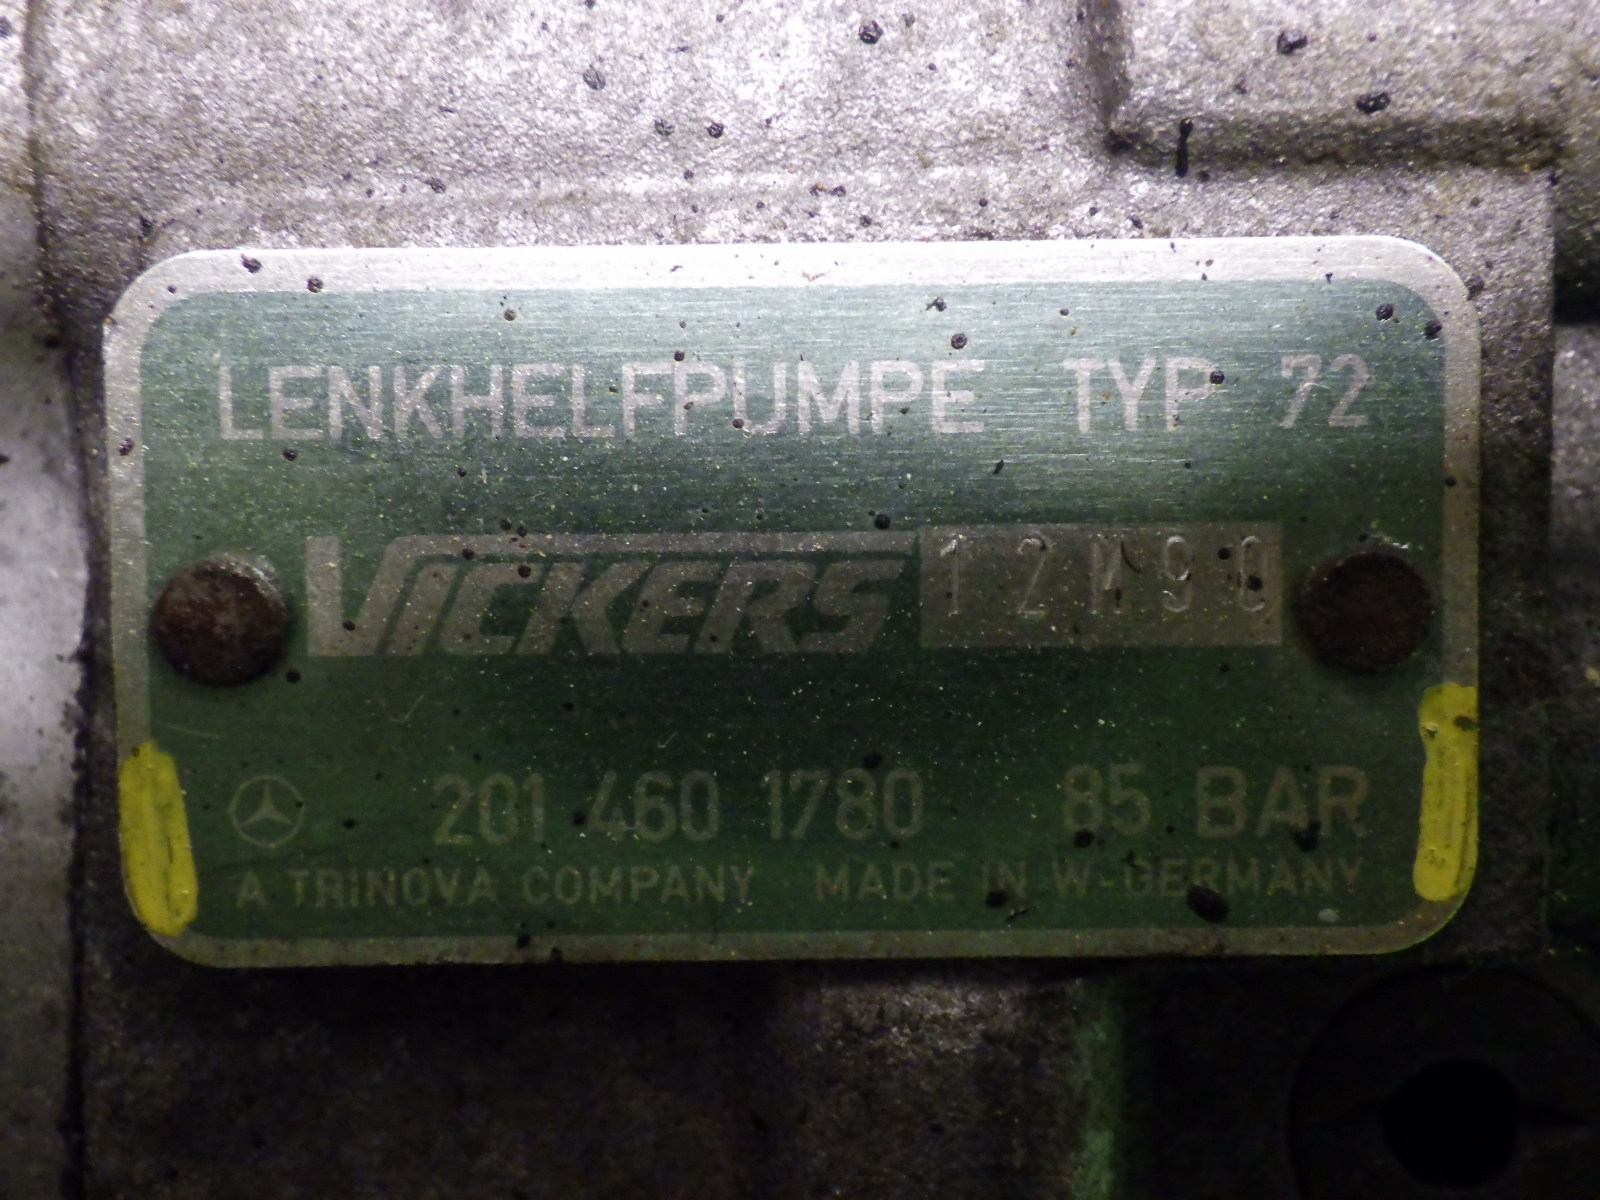 LENKHELFPUMPE TYP 72
VICKERS 12M90
201 460 1780 85 BAR
A TRINOVA COMPANY MADE IN W-GERMANY